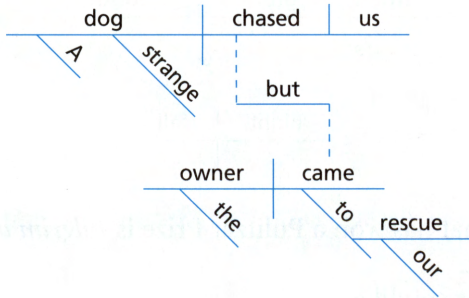 dog chased us
A strange
but
owner came
the to rescue
our